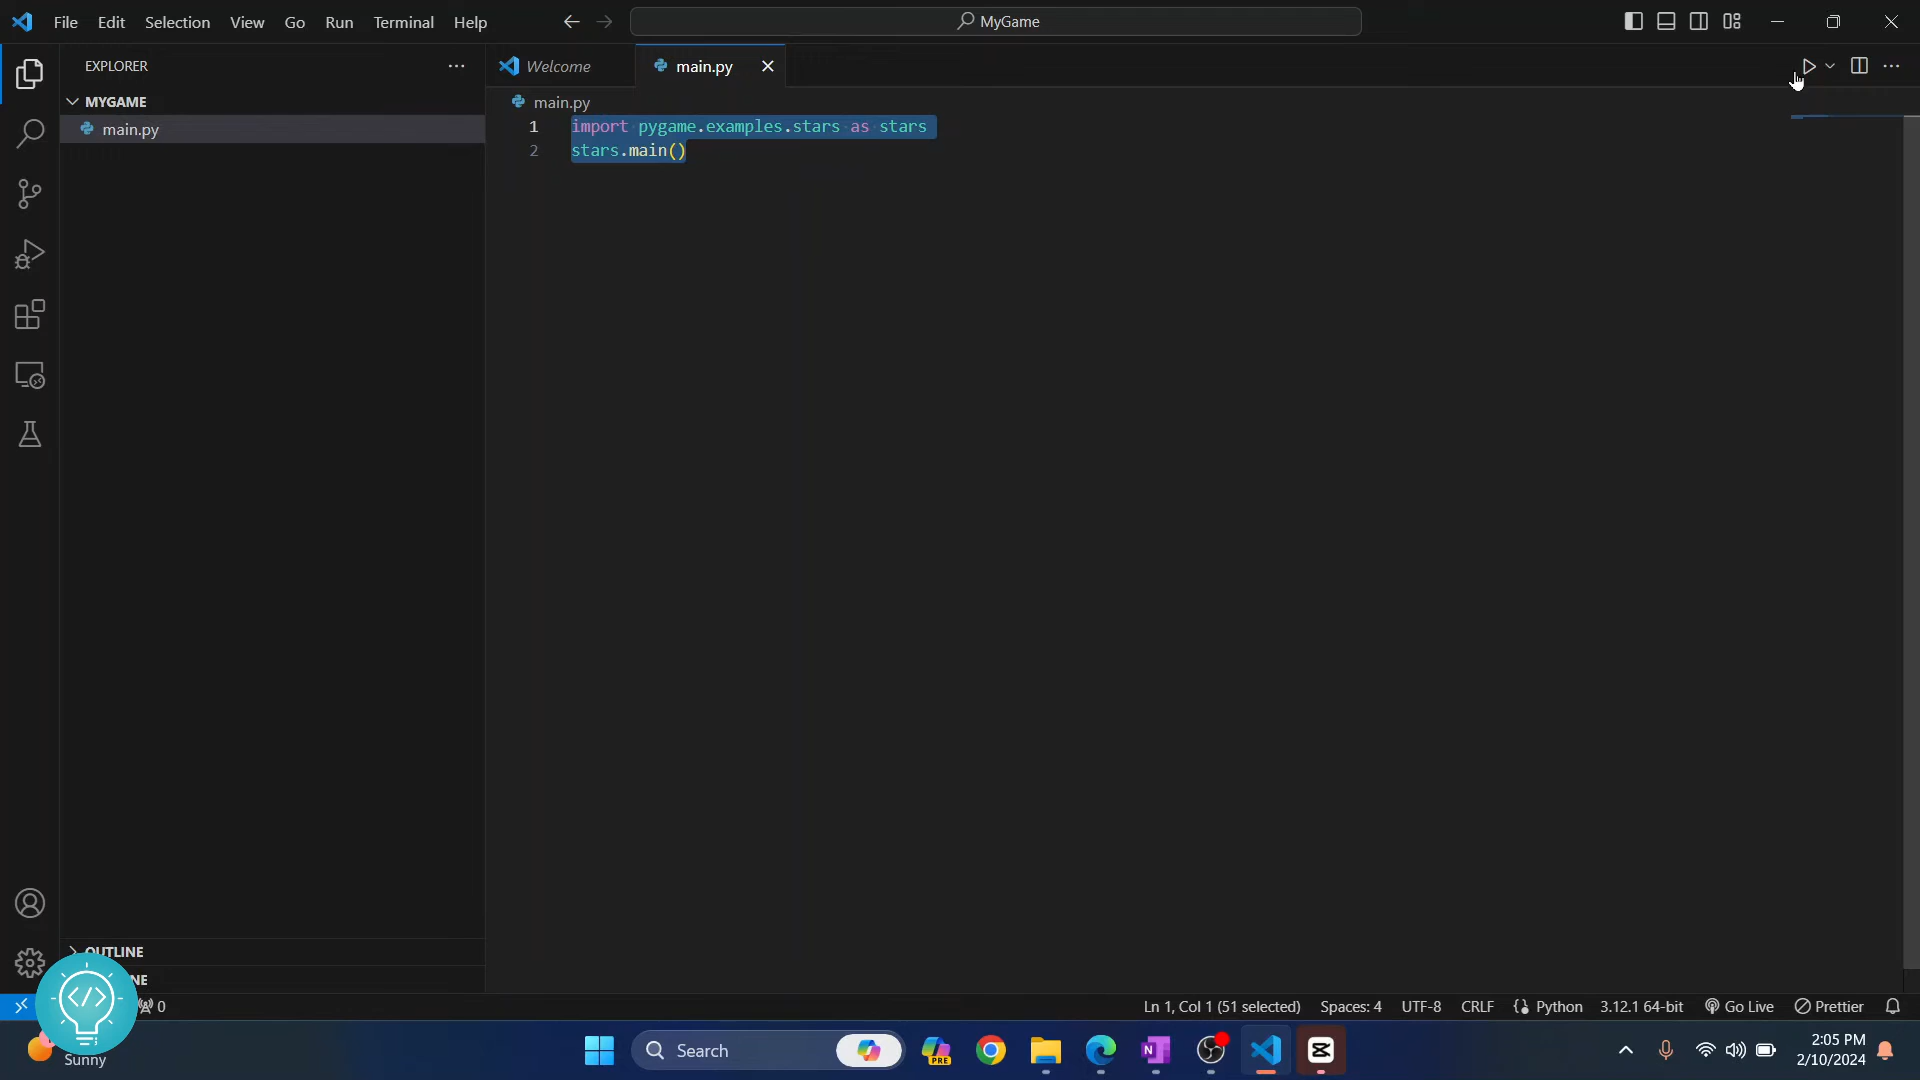 File Edit Selection View Go Run Terminal Help
MyGame
EXPLORER
MYGAME
main.py
Welcome
main.py
main.py
1 import pygame.examples.stars as stars
2 stars.main()
OUTLINE
NE
0
Ln 1, Col 1 (51 selected) Spaces: 4 UTF-8 CRLF {} Python 3.12.1 64-bit Go Live Prettier
Sunny
Search
PRE
2:05 PM
2/10/2024